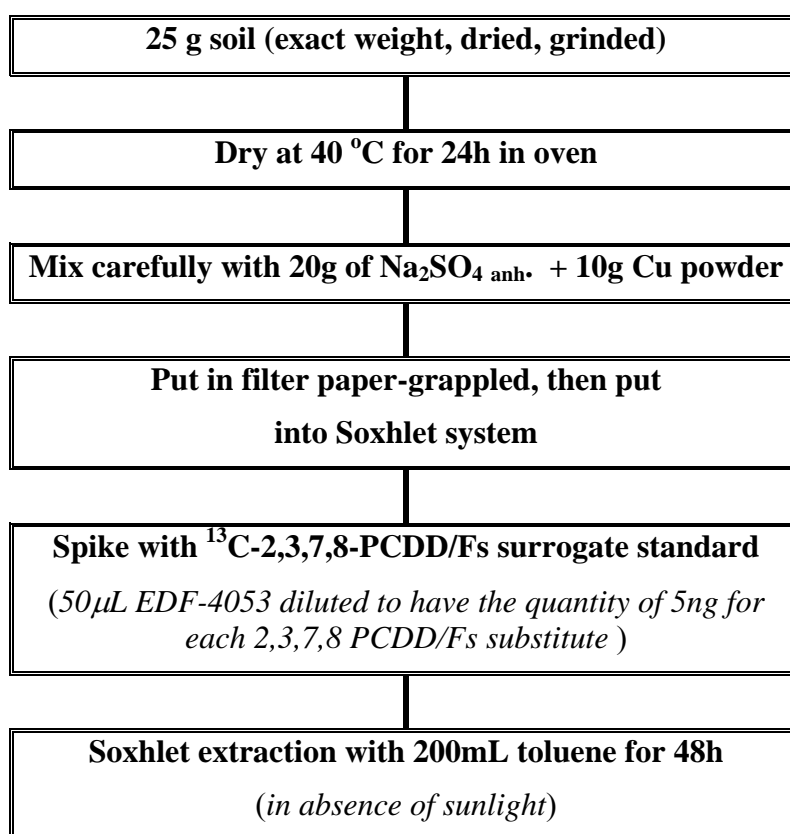 25 g soil (exact weight, dried, grinded)
Dry at 40 °C for 24h in oven
Mix carefully with 20g of Na₂SO₄ ₐₙₕ. + 10g Cu powder
Put in filter paper-grappled, then put
into Soxhlet system
Spike with ¹³C-2,3,7,8-PCDD/Fs surrogate standard
(50μL EDF-4053 diluted to have the quantity of 5ng for
each 2,3,7,8 PCDD/Fs substitute )
Soxhlet extraction with 200mL toluene for 48h
(in absence of sunlight)